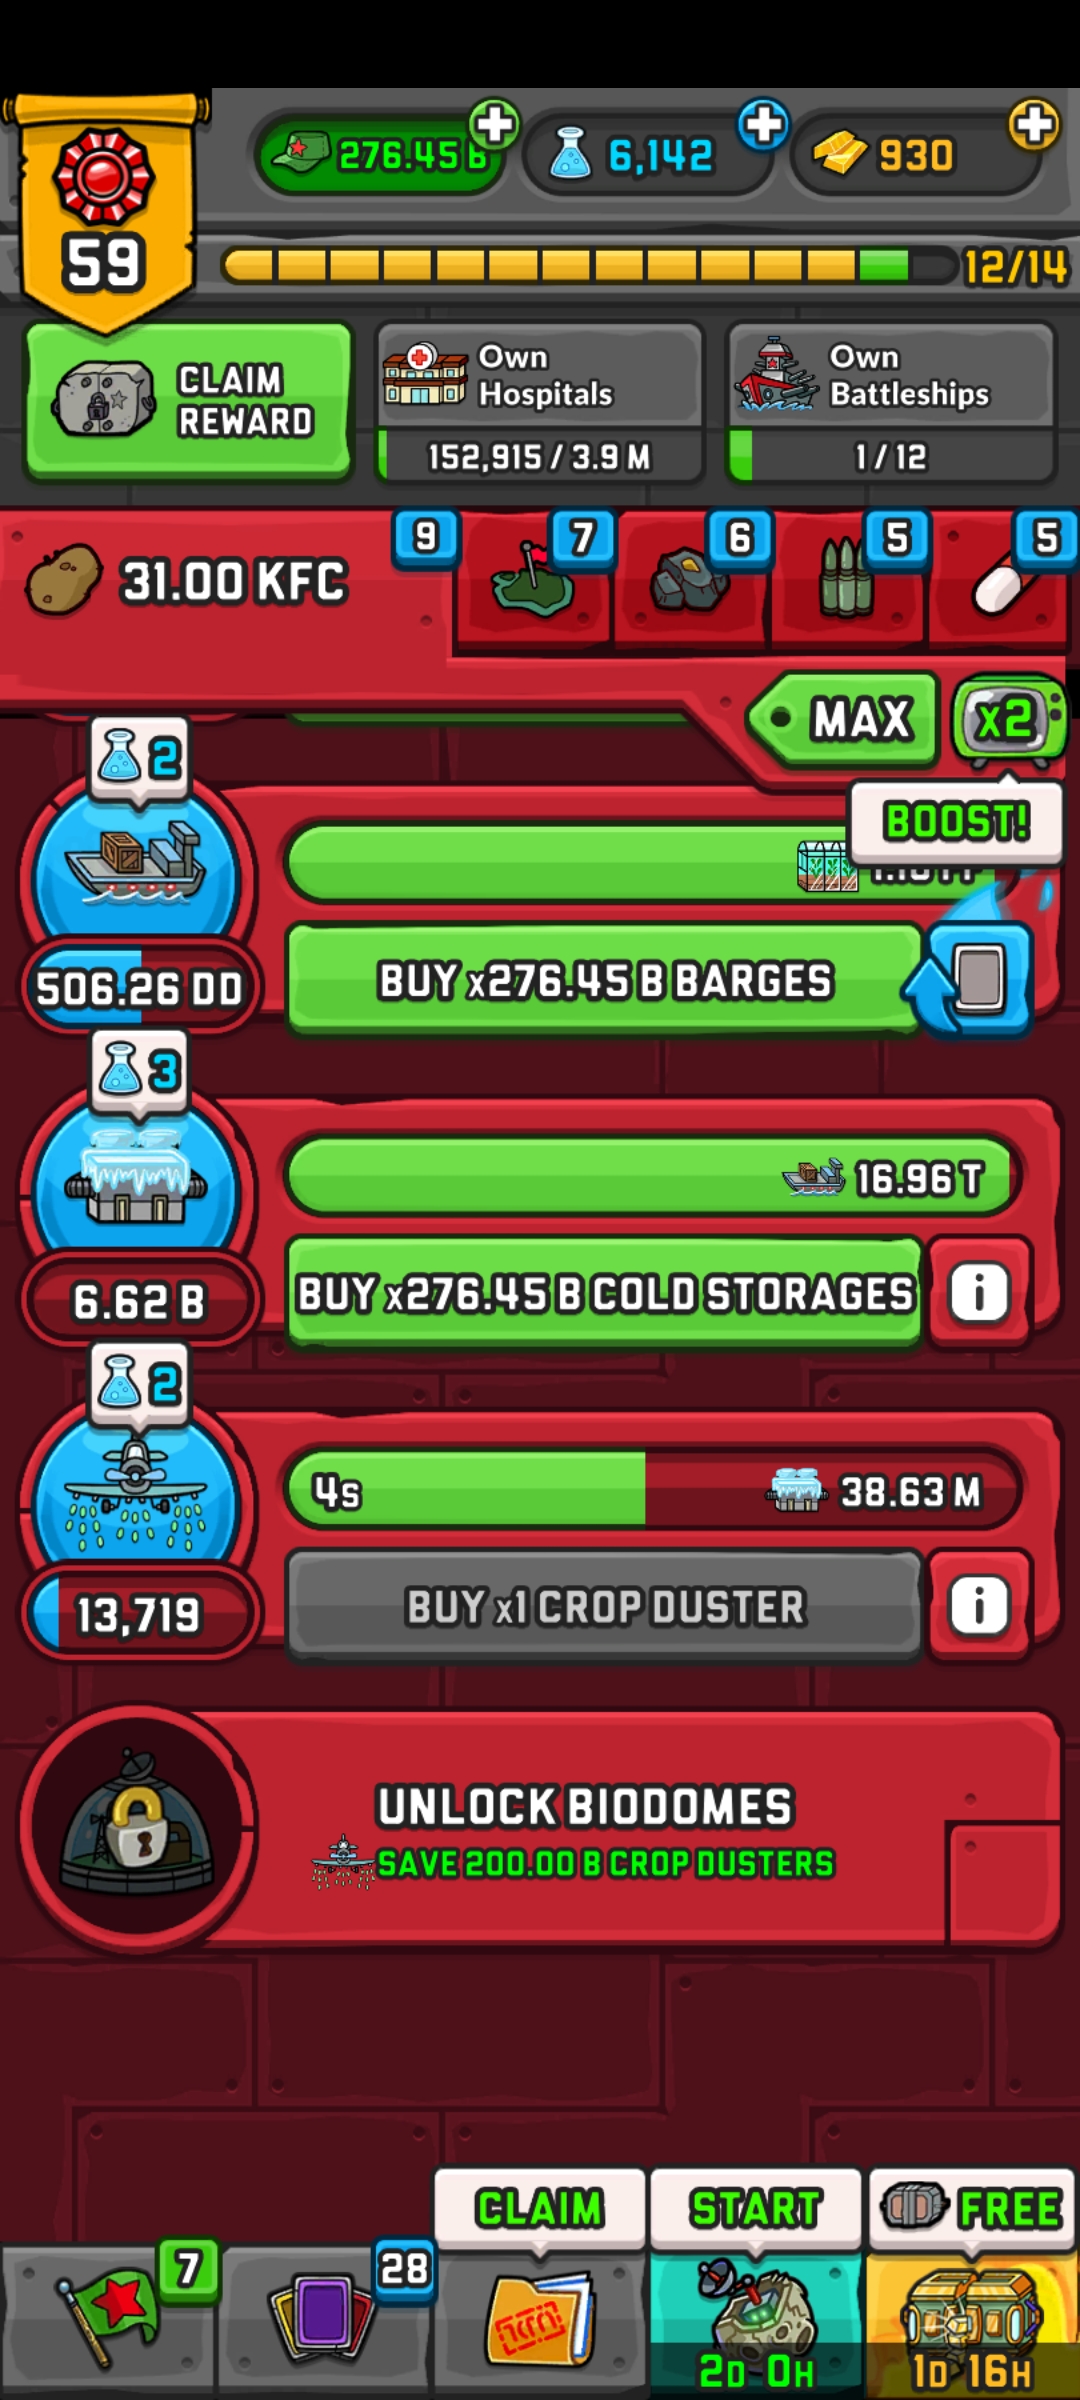 276.45 B
6,142
930
59
12/14
CLAIM
REWARD
Own
Hospitals
152,915 / 3.9 M
Own
Battleships
1 / 12
31.00 KFC
9
7
6
5
5
MAX
x2
BOOST!
2
506.26 DD
BUY x276.45 B BARGES
3
16.96 T
6.62 B
BUY x276.45 B COLD STORAGES
i
2
4s
38.63 M
13,719
BUY x1 CROP DUSTER
i
UNLOCK BIODOMES
SAVE 200.00 B CROP DUSTERS
CLAIM
START
FREE
7
28
2D 0H
1D 16H